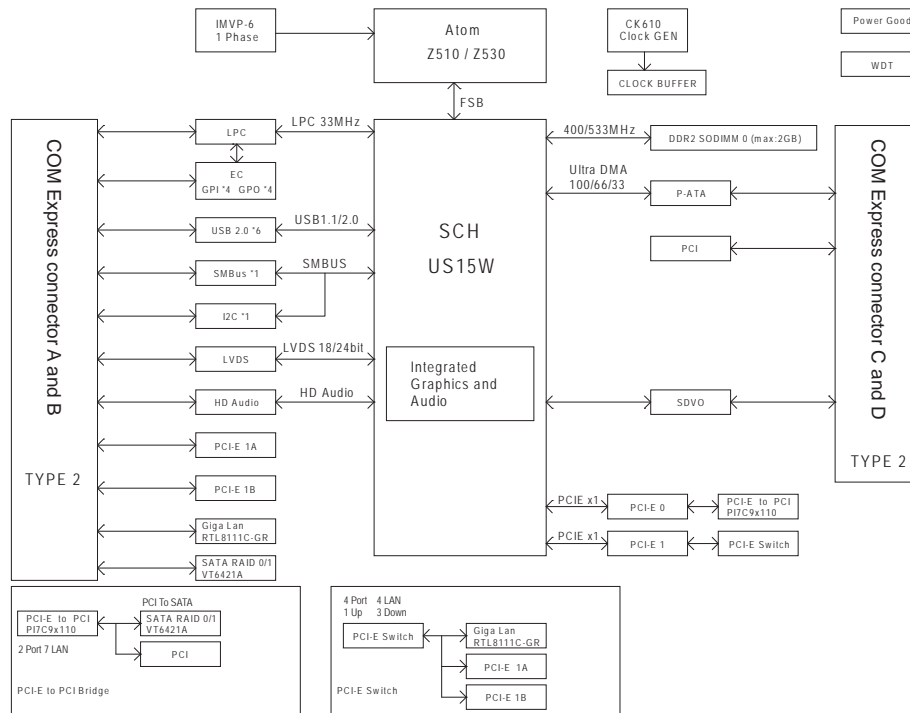 IMVP-6
1 Phase
Atom
Z510 / Z530
CK610
Clock GEN
CLOCK BUFFER
Power Good
WDT
FSB
COM Express connector A and B
TYPE 2
LPC
LPC 33MHz
EC
GPI *4 GPO *4
USB 2.0 *6
USB1.1/2.0
SMBus *1
SMBUS
I2C *1
LVDS
LVDS 18/24bit
HD Audio
HD Audio
PCI-E 1A
PCI-E 1B
Giga Lan
RTL8111C-GR
SATA RAID 0/1
VT6421A
SCH
US15W
Integrated
Graphics and
Audio
400/533MHz
DDR2 SODIMM 0 (max:2GB)
Ultra DMA
100/66/33
P-ATA
PCI
SDVO
PCIE x1
PCI-E 0
PCI-E to PCI
PI7C9x110
PCIE x1
PCI-E 1
PCI-E Switch
COM Express connector C and D
TYPE 2
PCI To SATA
PCI-E to PCI
PI7C9x110
SATA RAID 0/1
VT6421A
PCI
2 Port 7 LAN
PCI-E to PCI Bridge
4 Port 4 LAN
1 Up 3 Down
PCI-E Switch
Giga Lan
RTL8111C-GR
PCI-E 1A
PCI-E 1B
PCI-E Switch